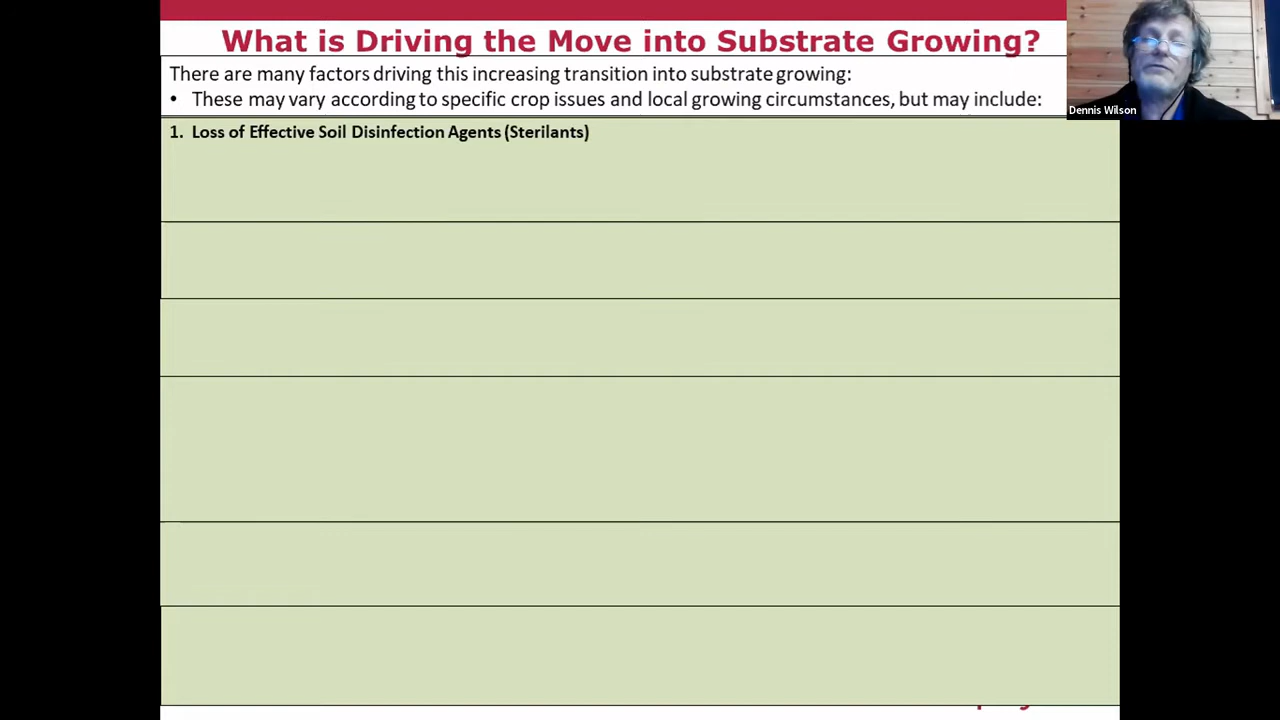 What is Driving the Move into Substrate Growing?
There are many factors driving this increasing transition into substrate growing:
• These may vary according to specific crop issues and local growing circumstances, but may include:
Dennis Wilson
1. Loss of Effective Soil Disinfection Agents (Sterilants)